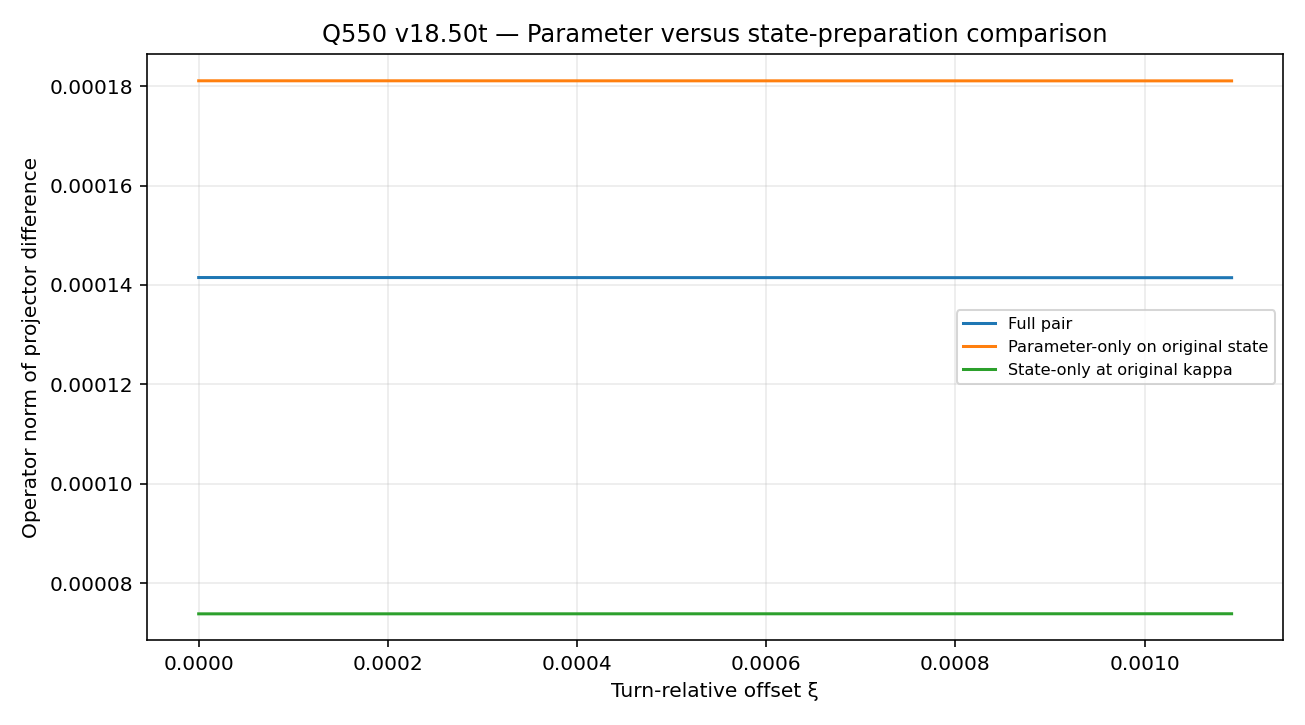 Q550 v18.50t — Parameter versus state-preparation comparison
Operator norm of projector difference
0.00018
0.00016
0.00014
0.00012
0.00010
0.00008
Full pair
Parameter-only on original state
State-only at original kappa
0.0000 0.0002 0.0004 0.0006 0.0008 0.0010
Turn-relative offset ξ